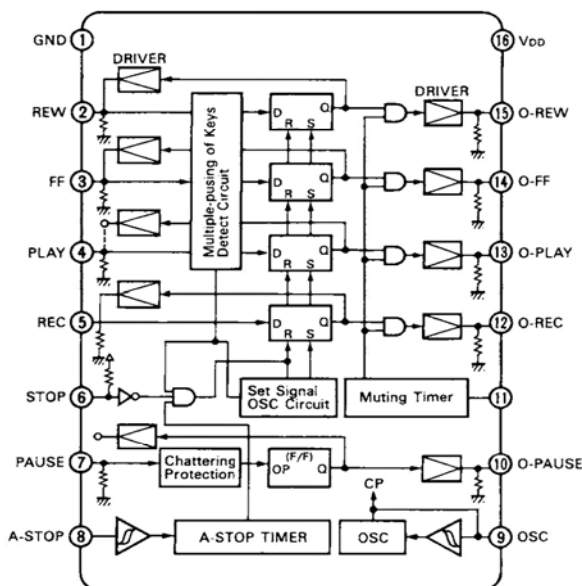 GND 1
16 VDD
DRIVER
DRIVER
REW 2
D Q
R S
15 O-REW
FF 3
D Q
R S
14 O-FF
Multiple-pusing of Keys
Detect Circuit
PLAY 4
D Q
R S
13 O-PLAY
REC 5
D Q
R S
12 O-REC
STOP 6
Set Signal
OSC Circuit
Muting Timer
11
PAUSE 7
Chattering
Protection
(F/F)
OP Q
10 O-PAUSE
CP
A-STOP 8
A-STOP TIMER
OSC
9 OSC